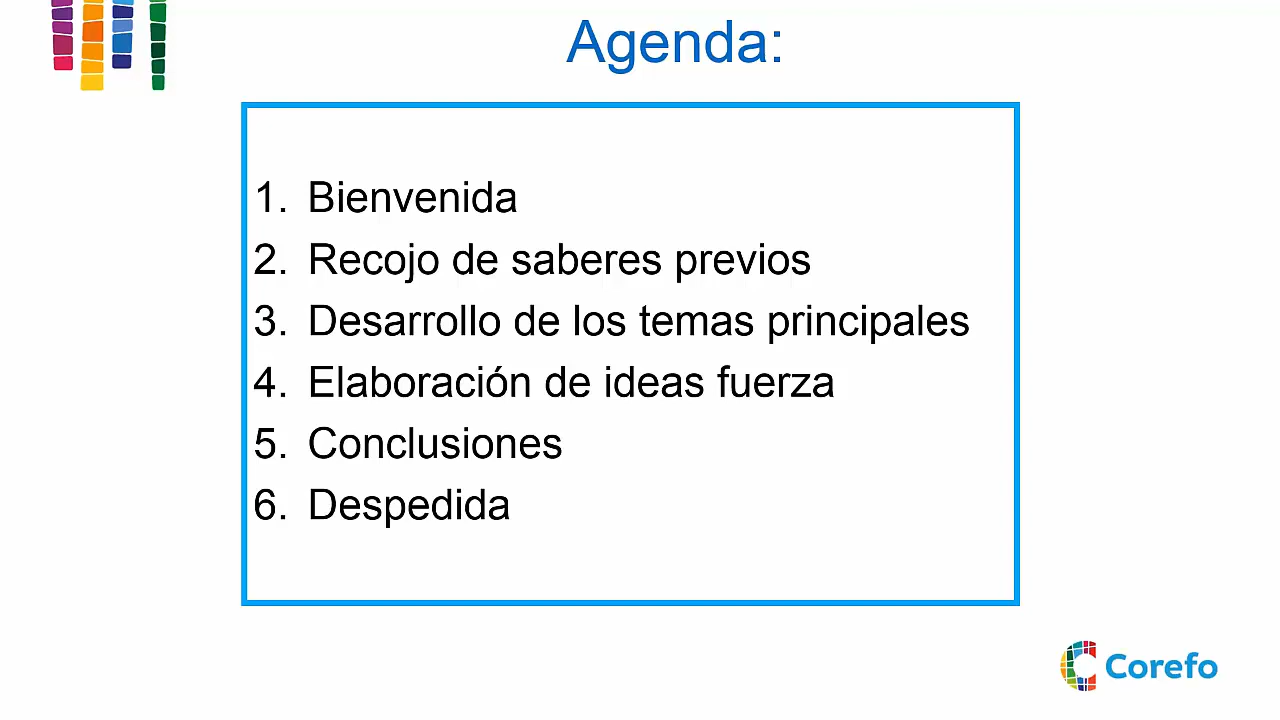 Agenda:
1. Bienvenida
2. Recojo de saberes previos
3. Desarrollo de los temas principales
4. Elaboración de ideas fuerza
5. Conclusiones
6. Despedida
Corefo